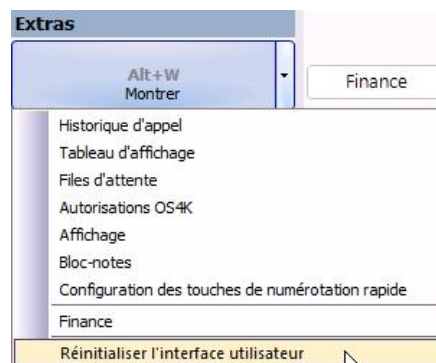 Extras
Alt+W
Montrer
Finance
Historique d'appel
Tableau d'affichage
Files d'attente
Autorisations OS4K
Affichage
Bloc-notes
Configuration des touches de numérotation rapide
Finance
Réinitialiser l'interface utilisateur